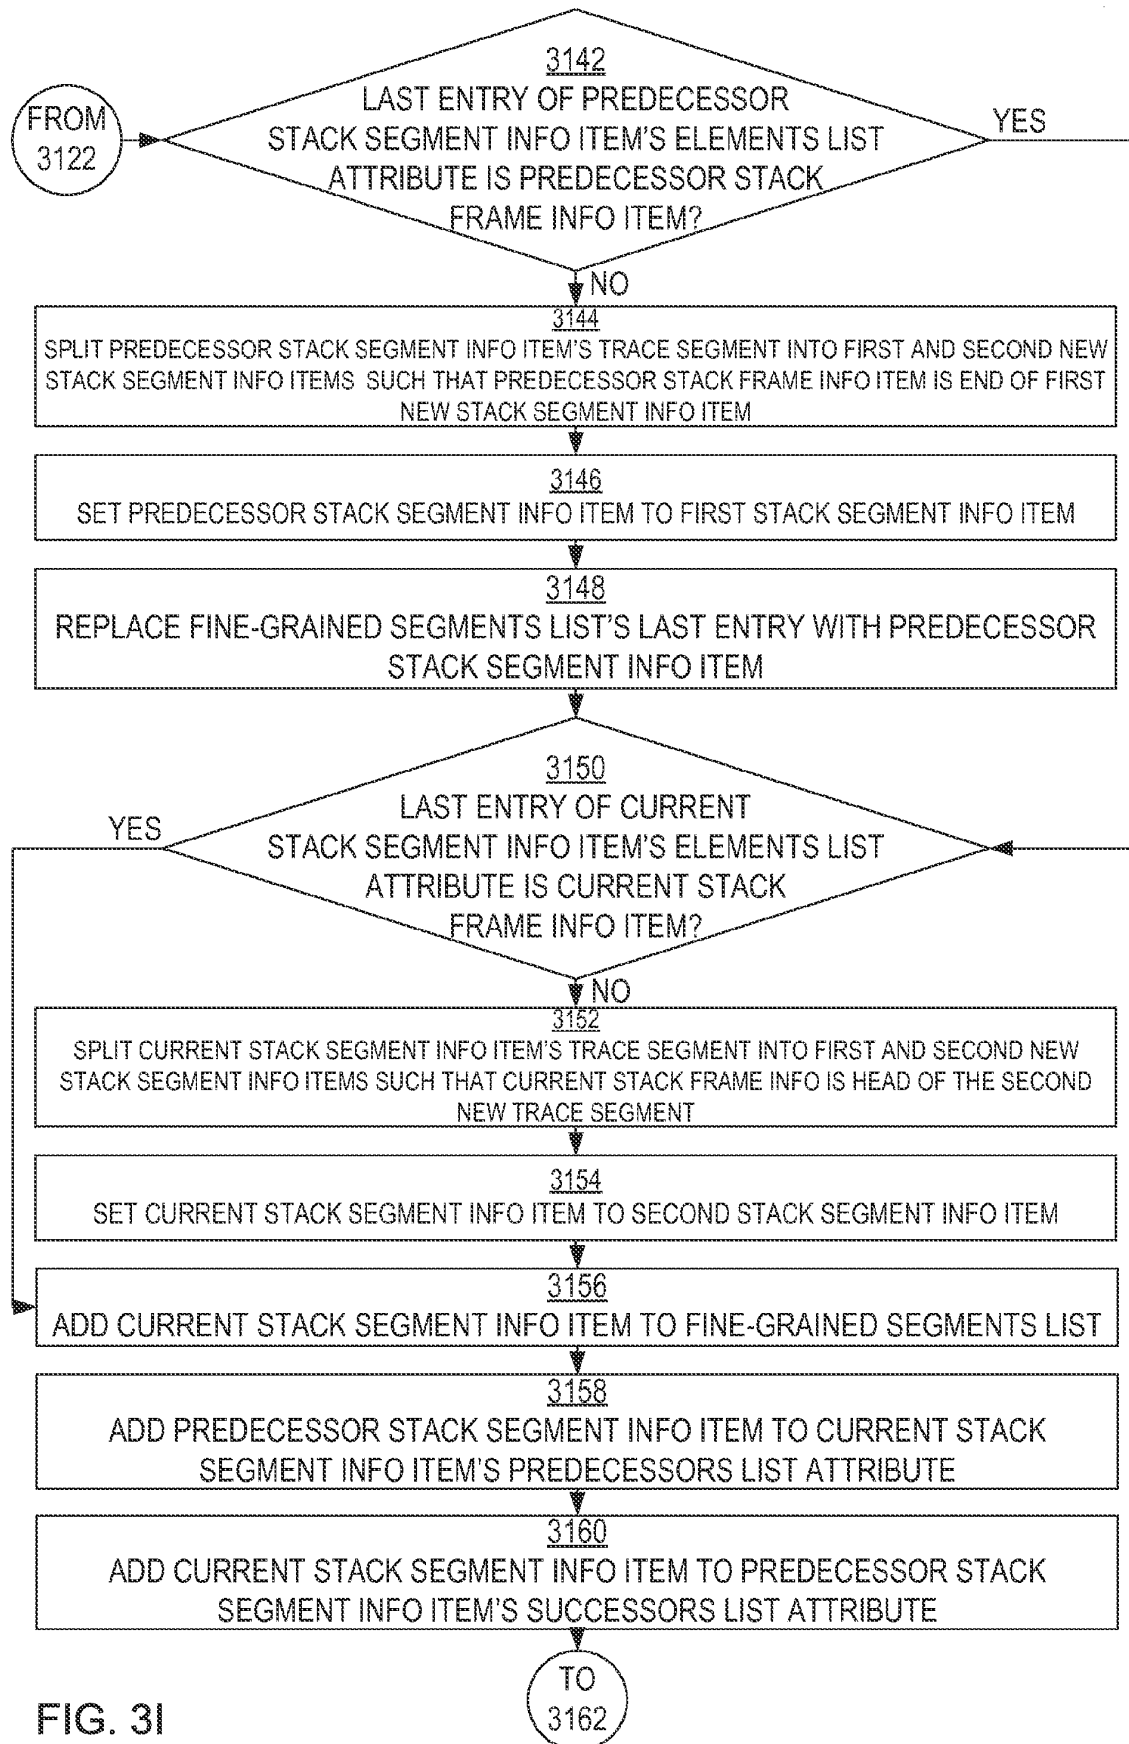 3142
LAST ENTRY OF PREDECESSOR
STACK SEGMENT INFO ITEM'S ELEMENTS LIST
ATTRIBUTE IS PREDECESSOR STACK
FRAME INFO ITEM?
FROM
3122
YES
NO
3144
SPLIT PREDECESSOR STACK SEGMENT INFO ITEM'S TRACE SEGMENT INTO FIRST AND SECOND NEW
STACK SEGMENT INFO ITEMS SUCH THAT PREDECESSOR STACK FRAME INFO ITEM IS END OF FIRST
NEW STACK SEGMENT INFO ITEM
3146
SET PREDECESSOR STACK SEGMENT INFO ITEM TO FIRST STACK SEGMENT INFO ITEM
3148
REPLACE FINE-GRAINED SEGMENTS LIST'S LAST ENTRY WITH PREDECESSOR
STACK SEGMENT INFO ITEM
3150
LAST ENTRY OF CURRENT
STACK SEGMENT INFO ITEM'S ELEMENTS LIST
ATTRIBUTE IS CURRENT STACK
FRAME INFO ITEM?
YES
NO
3152
SPLIT CURRENT STACK SEGMENT INFO ITEM'S TRACE SEGMENT INTO FIRST AND SECOND NEW
STACK SEGMENT INFO ITEMS SUCH THAT CURRENT STACK FRAME INFO IS HEAD OF THE SECOND
NEW TRACE SEGMENT
3154
SET CURRENT STACK SEGMENT INFO ITEM TO SECOND STACK SEGMENT INFO ITEM
3156
ADD CURRENT STACK SEGMENT INFO ITEM TO FINE-GRAINED SEGMENTS LIST
3158
ADD PREDECESSOR STACK SEGMENT INFO ITEM TO CURRENT STACK
SEGMENT INFO ITEM'S PREDECESSORS LIST ATTRIBUTE
3160
ADD CURRENT STACK SEGMENT INFO ITEM TO PREDECESSOR STACK
SEGMENT INFO ITEM'S SUCCESSORS LIST ATTRIBUTE
TO
3162
FIG. 3I